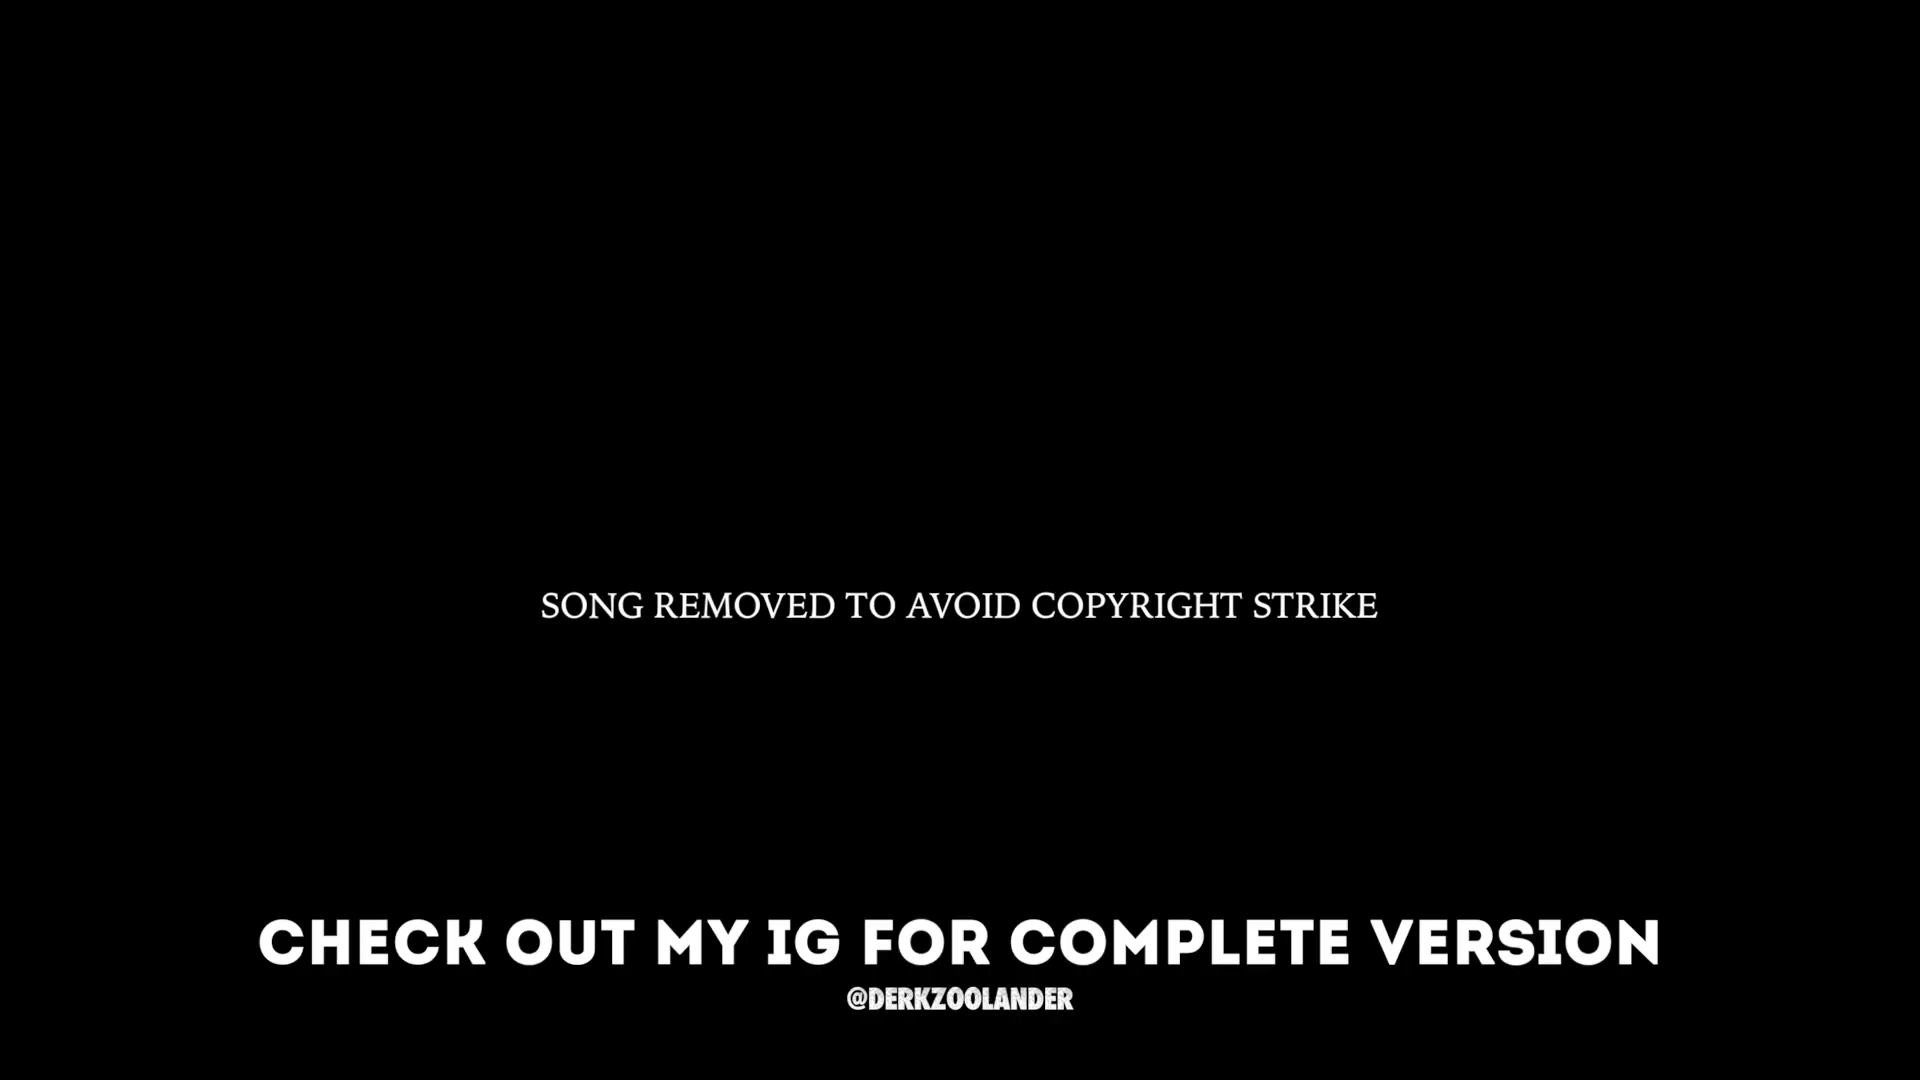 SONG REMOVED TO AVOID COPYRIGHT STRIKE
CHECK OUT MY IG FOR COMPLETE VERSION
@DERKZOOLANDER